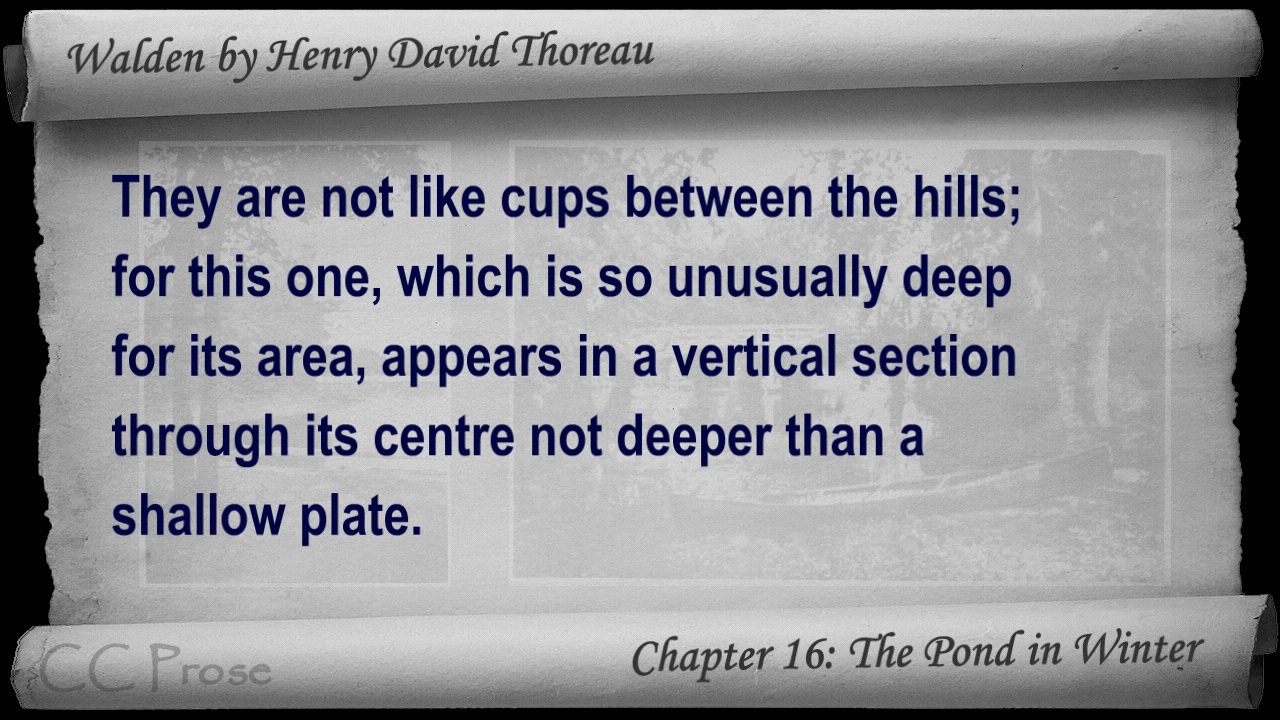 Walden by Henry David Thoreau
They are not like cups between the hills;
for this one, which is so unusually deep
for its area, appears in a vertical section
through its centre not deeper than a
shallow plate.
CC Prose
Chapter 16: The Pond in Winter